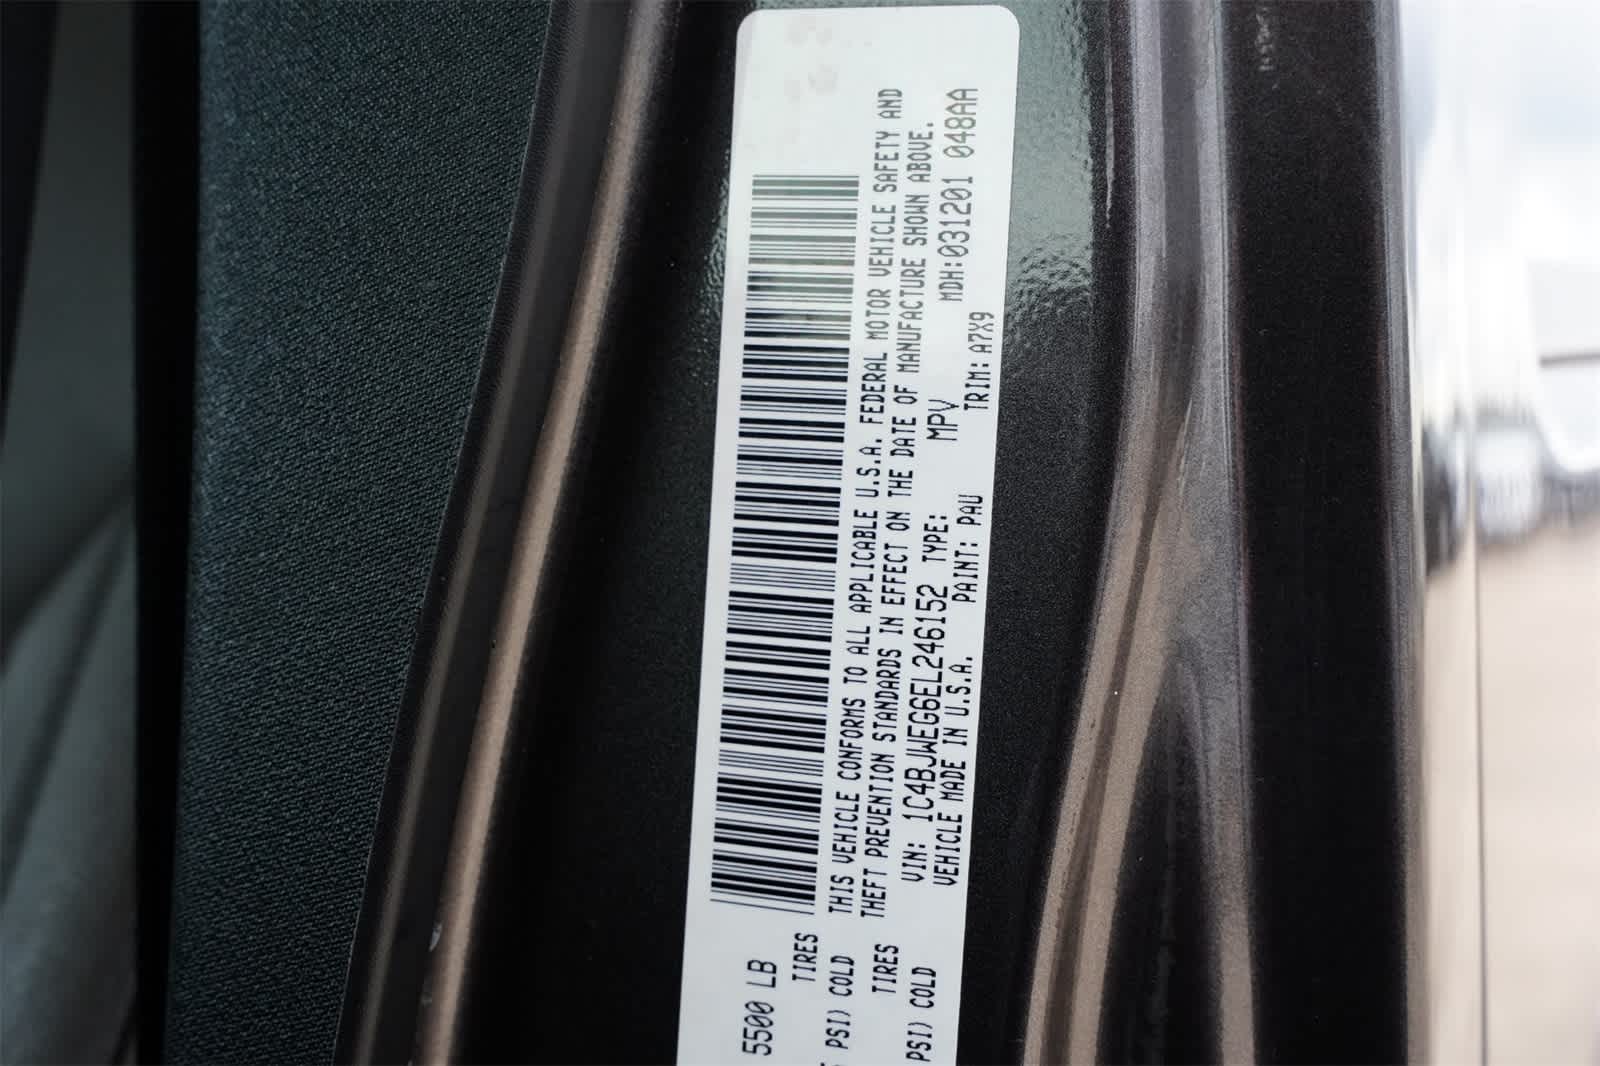 5500 LB
TIRES
PSI) COLD
THIS VEHICLE CONFORMS TO ALL APPLICABLE U.S.A. FEDERAL MOTOR VEHICLE SAFETY AND
THEFT PREVENTION STANDARDS IN EFFECT ON THE DATE OF MANUFACTURE SHOWN ABOVE.
TIRES
VIN: 1C4BJWEG6EL246152 TYPE: MPV MDH:031201 048AA
PSI) COLD
VEHICLE MADE IN U.S.A. PAINT: PAU TRIM: A7X9